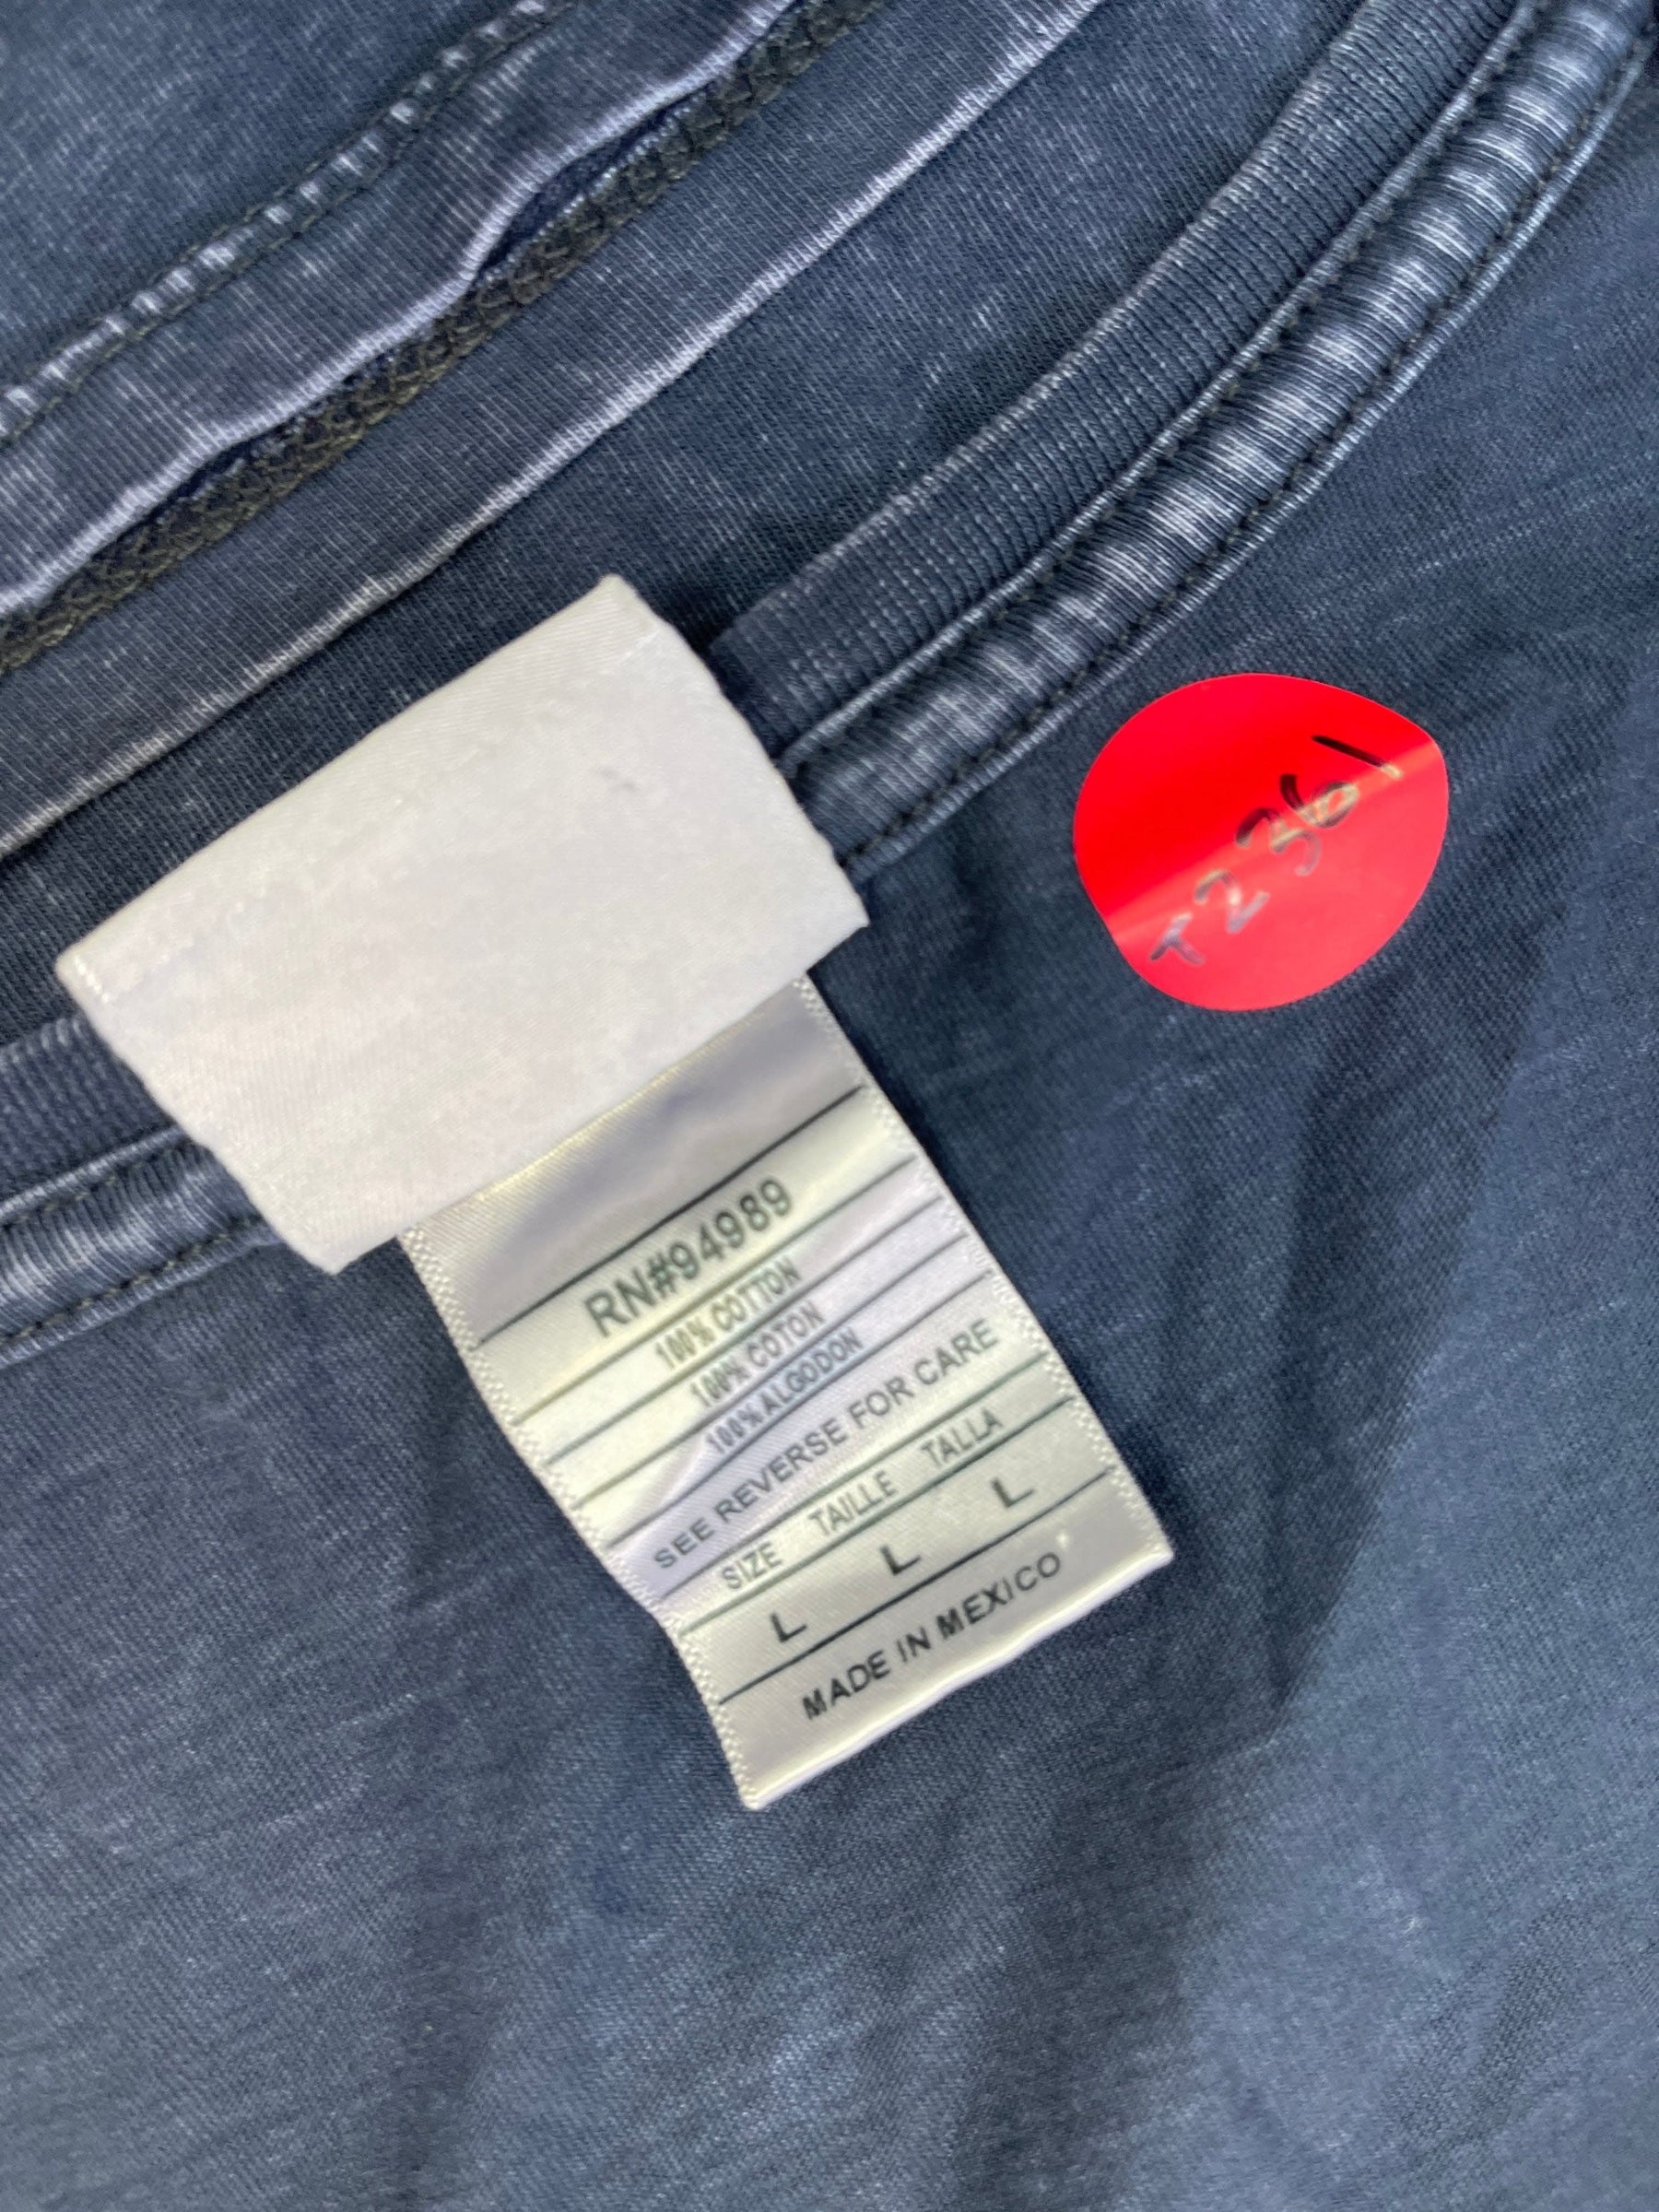 T2361
RN#94989
100% COTTON
100% COTON
100% ALGODON
SEE REVERSE FOR CARE
SIZE TAILLE TALLA
L L L
MADE IN MEXICO